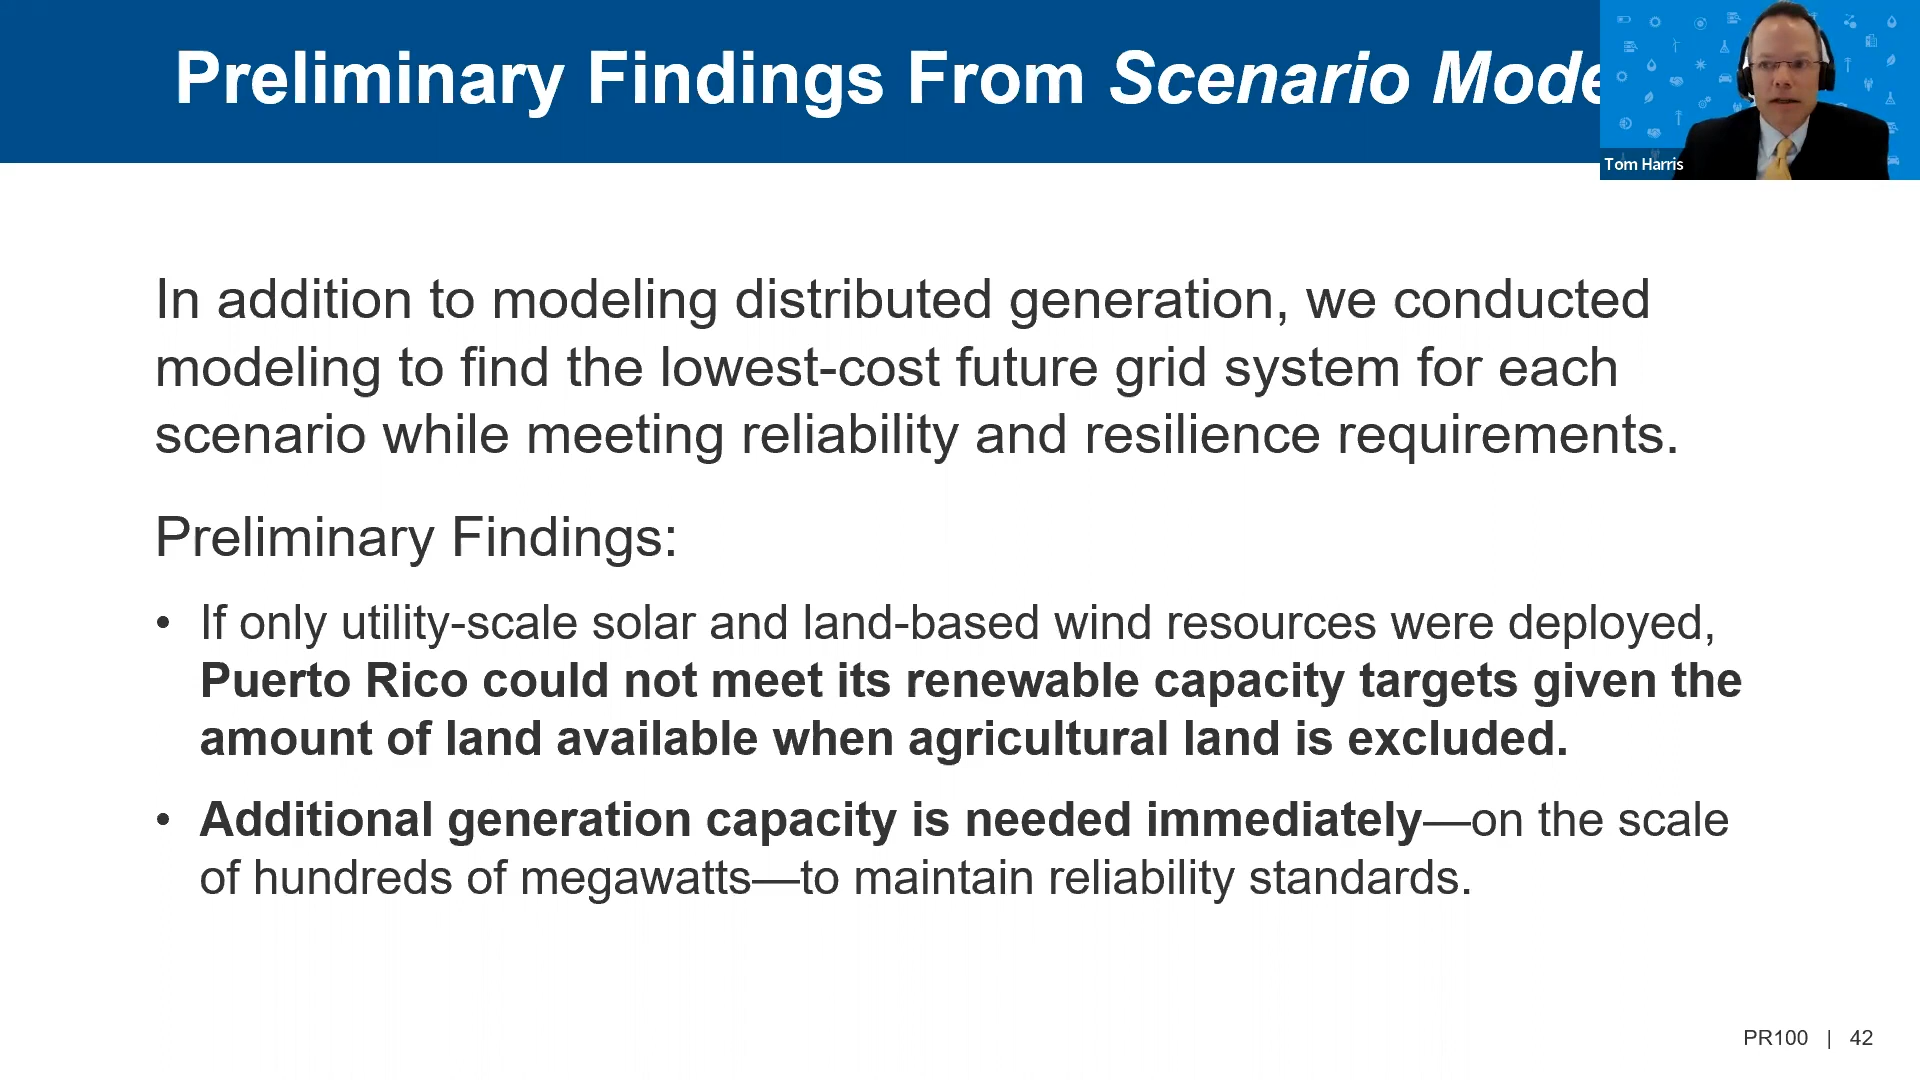 Preliminary Findings From Scenario Mode
Tom Harris
In addition to modeling distributed generation, we conducted
modeling to find the lowest-cost future grid system for each
scenario while meeting reliability and resilience requirements.
Preliminary Findings:
• If only utility-scale solar and land-based wind resources were deployed,
Puerto Rico could not meet its renewable capacity targets given the
amount of land available when agricultural land is excluded.
• Additional generation capacity is needed immediately—on the scale
of hundreds of megawatts—to maintain reliability standards.
PR100 | 42